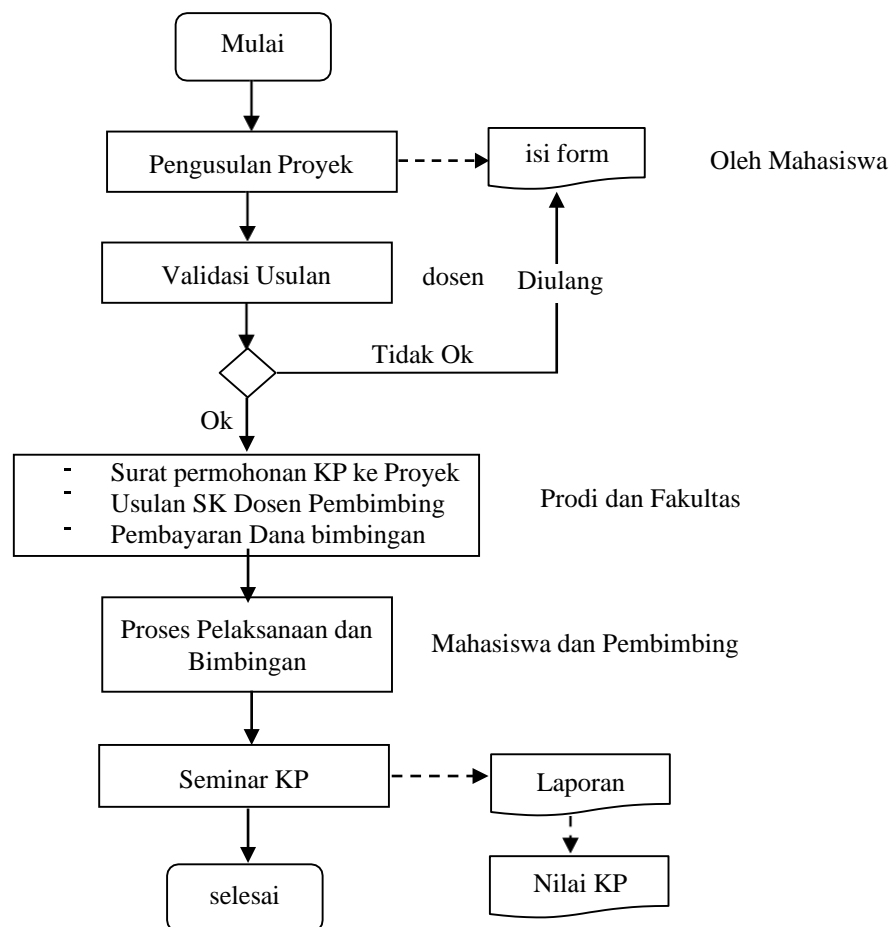 Mulai
Pengusulan Proyek
isi form
Oleh Mahasiswa
Validasi Usulan
dosen
Diulang
Tidak Ok
Ok
- Surat permohonan KP ke Proyek
- Usulan SK Dosen Pembimbing
- Pembayaran Dana bimbingan
Prodi dan Fakultas
Proses Pelaksanaan dan
Bimbingan
Mahasiswa dan Pembimbing
Seminar KP
Laporan
Nilai KP
selesai